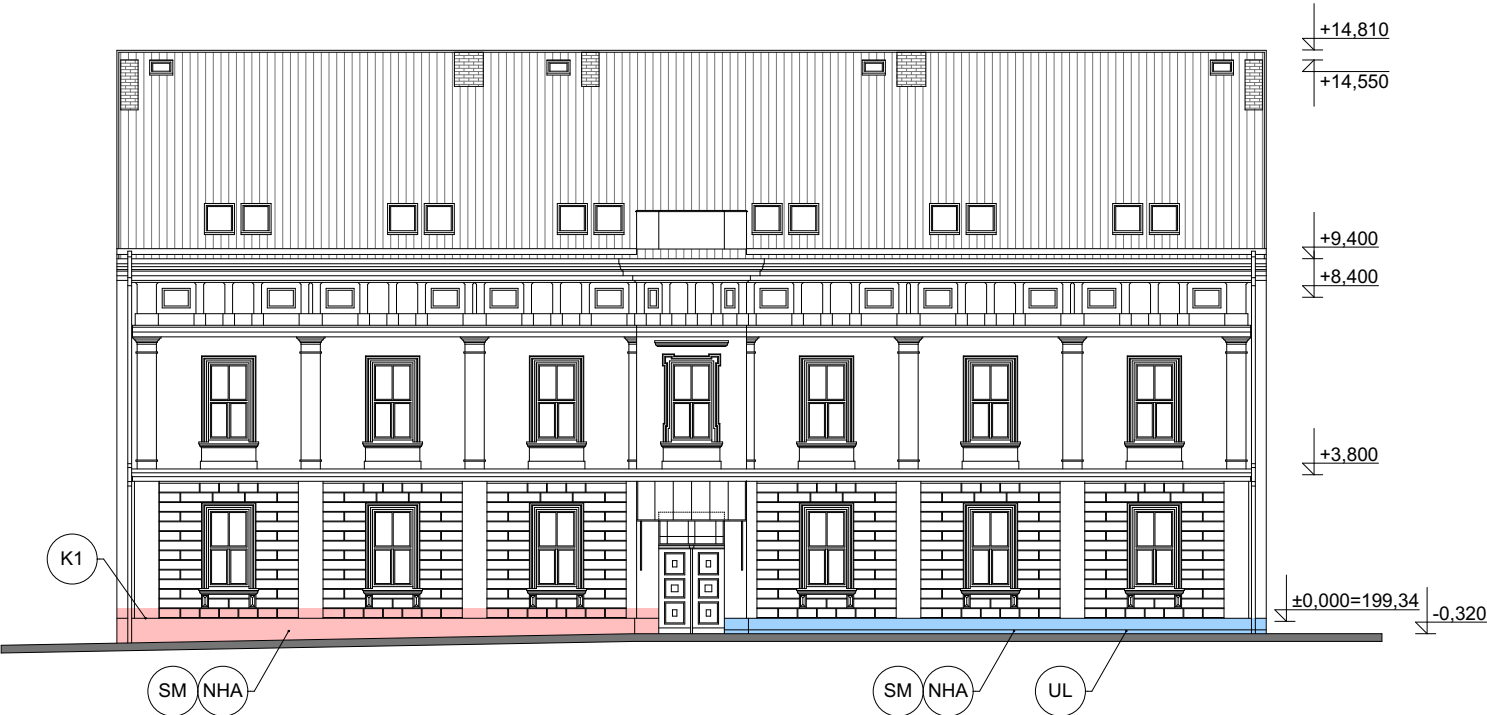 +14,810
+14,550
+9,400
+8,400
+3,800
K1
±0,000=199,34
-0,320
SM NHA
SM NHA UL